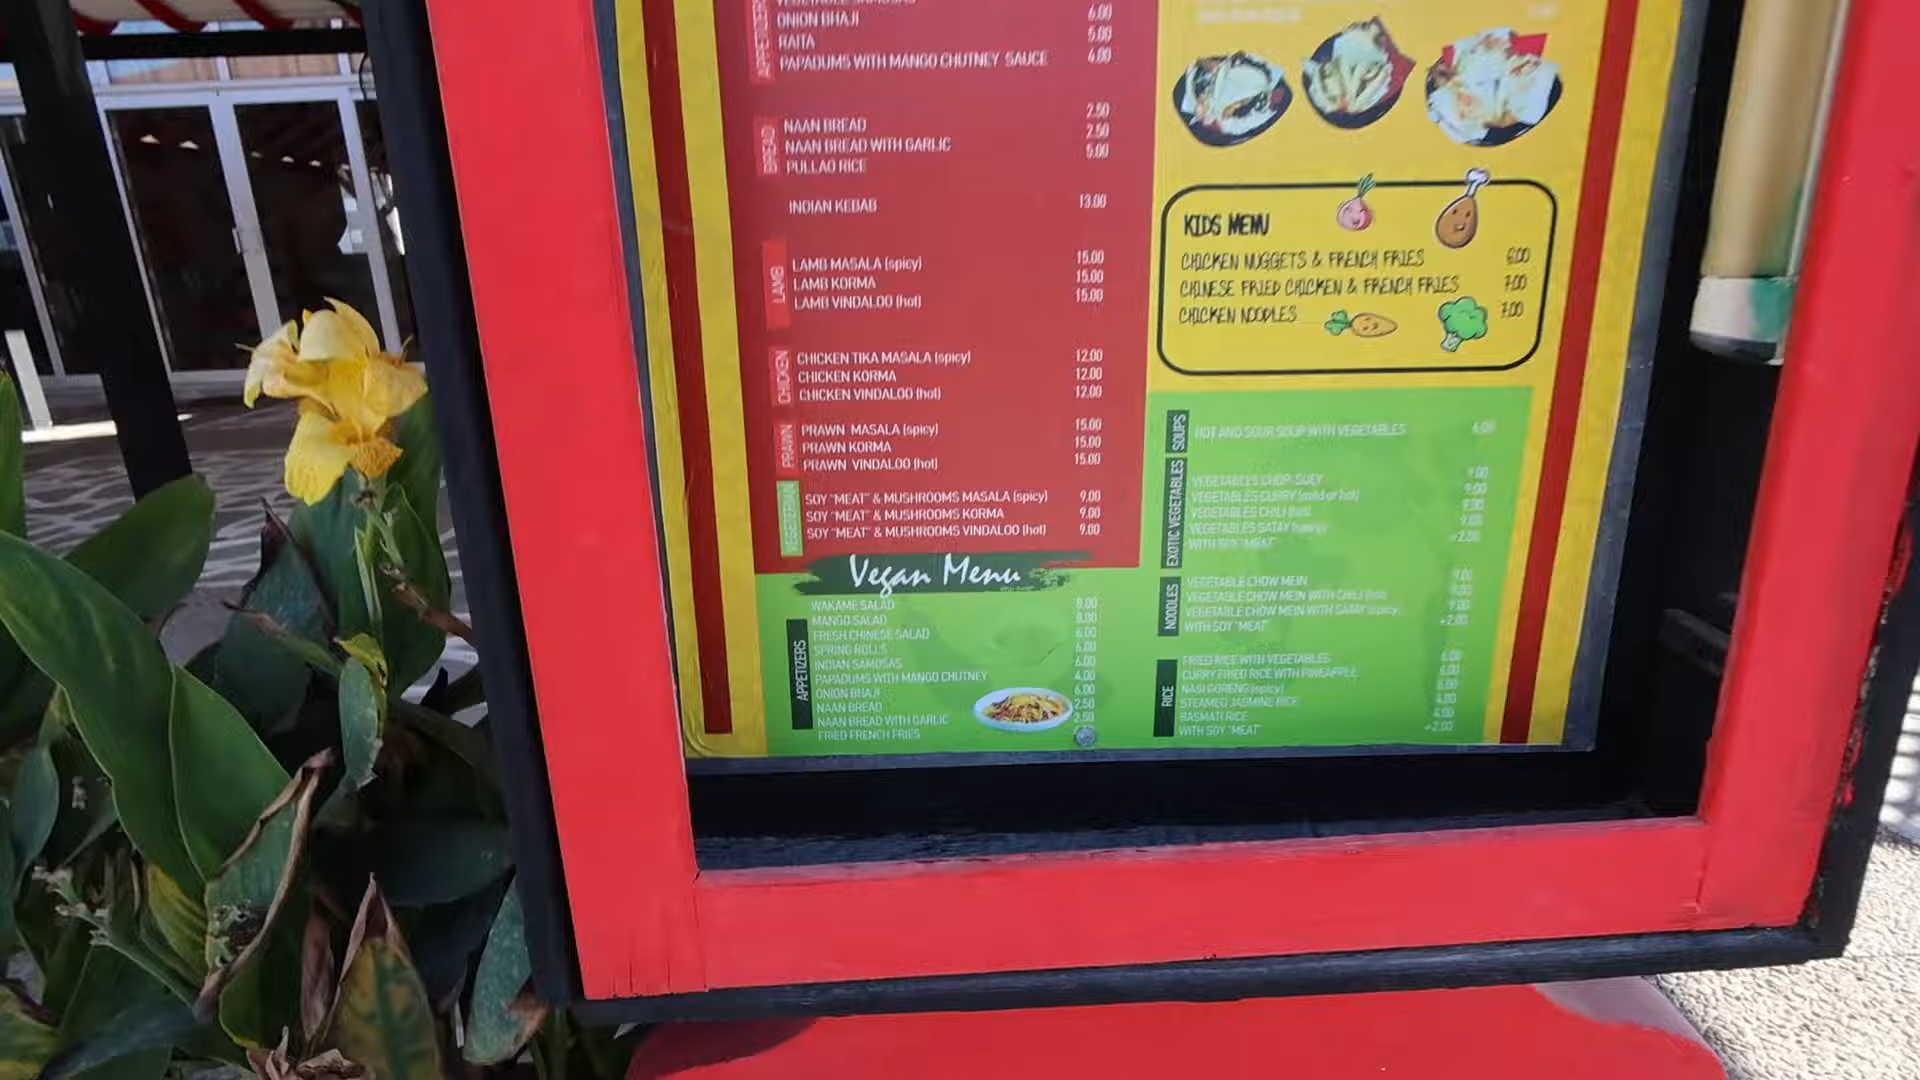 ONION BHAJI 6.00
RAITA 5.00
PAPADUMS WITH MANGO CHUTNEY SAUCE 4.00
APPETIZERS
BREAD
NAAN BREAD 2.50
NAAN BREAD WITH GARLIC 2.50
PULLAO RICE 5.00
INDIAN KEBAB 13.00
LAMB
LAMB MASALA (spicy) 15.00
LAMB KORMA 15.00
LAMB VINDALOO (hot) 15.00
CHICKEN
CHICKEN TIKA MASALA (spicy) 12.00
CHICKEN KORMA 12.00
CHICKEN VINDALOO (hot) 12.00
PRAWN
PRAWN MASALA (spicy) 15.00
PRAWN KORMA 15.00
PRAWN VINDALOO (hot) 15.00
VEGETERIAN
SOY "MEAT" & MUSHROOMS MASALA (spicy) 9.00
SOY "MEAT" & MUSHROOMS KORMA 9.00
SOY "MEAT" & MUSHROOMS VINDALOO (hot) 9.00
KIDS MENU
CHICKEN NUGGETS & FRENCH FRIES 6.00
CHINESE FRIED CHICKEN & FRENCH FRIES 7.00
CHICKEN NOODLES 7.00
Vegan Menu
APPETIZERS
WAKAME SALAD 8.00
MANGO SALAD 8.00
FRESH CHINESE SALAD 6.00
SPRING ROLLS 6.00
INDIAN SAMOSAS 6.00
PAPADUMS WITH MANGO CHUTNEY 4.00
ONION BHAJI 6.00
NAAN BREAD 2.50
NAAN BREAD WITH GARLIC 2.50
FRIED FRENCH FRIES
SOUPS
HOT AND SOUR SOUP WITH VEGETABLES 6.00
EXOTIC VEGETABLES
VEGETABELS CHOP-SUEY 9.00
VEGETABLES CURRY (mild or hot) 9.00
VEGETABLES CHILI (hot) 9.00
VEGETABLES SATAY (spicy) 9.00
WITH SOY "MEAT" +2.00
NOODLES
VEGETABLE CHOW MEIN 9.00
VEGETABLE CHOW MEIN WITH CHILI (hot) 9.00
VEGETABLE CHOW MEIN WITH SATAY (spicy) 9.00
WITH SOY "MEAT" +2.00
RICE
FRIED RICE WITH VEGETABLES 6.00
CURRY FRIED RICE WITH PINEAPPLE 6.00
NASI GORENG (spicy) 6.00
STEAMED JASMINE RICE 4.00
BASMATI RICE 4.00
WITH SOY "MEAT" +2.00